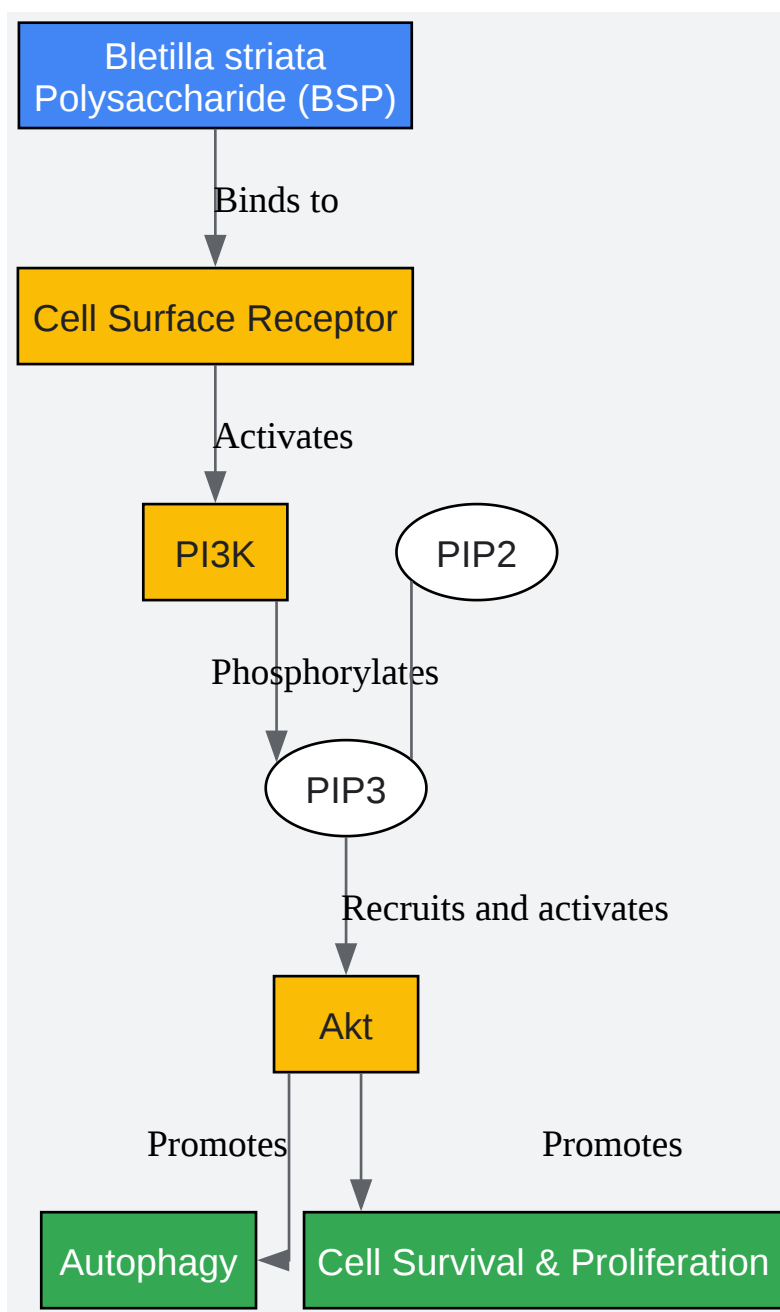 Bletilla striata
Polysaccharide (BSP)
Binds to
Cell Surface Receptor
Activates
PI3K
PIP2
Phosphorylates
PIP3
Recruits and activates
Akt
Promotes
Promotes
Autophagy
Cell Survival & Proliferation